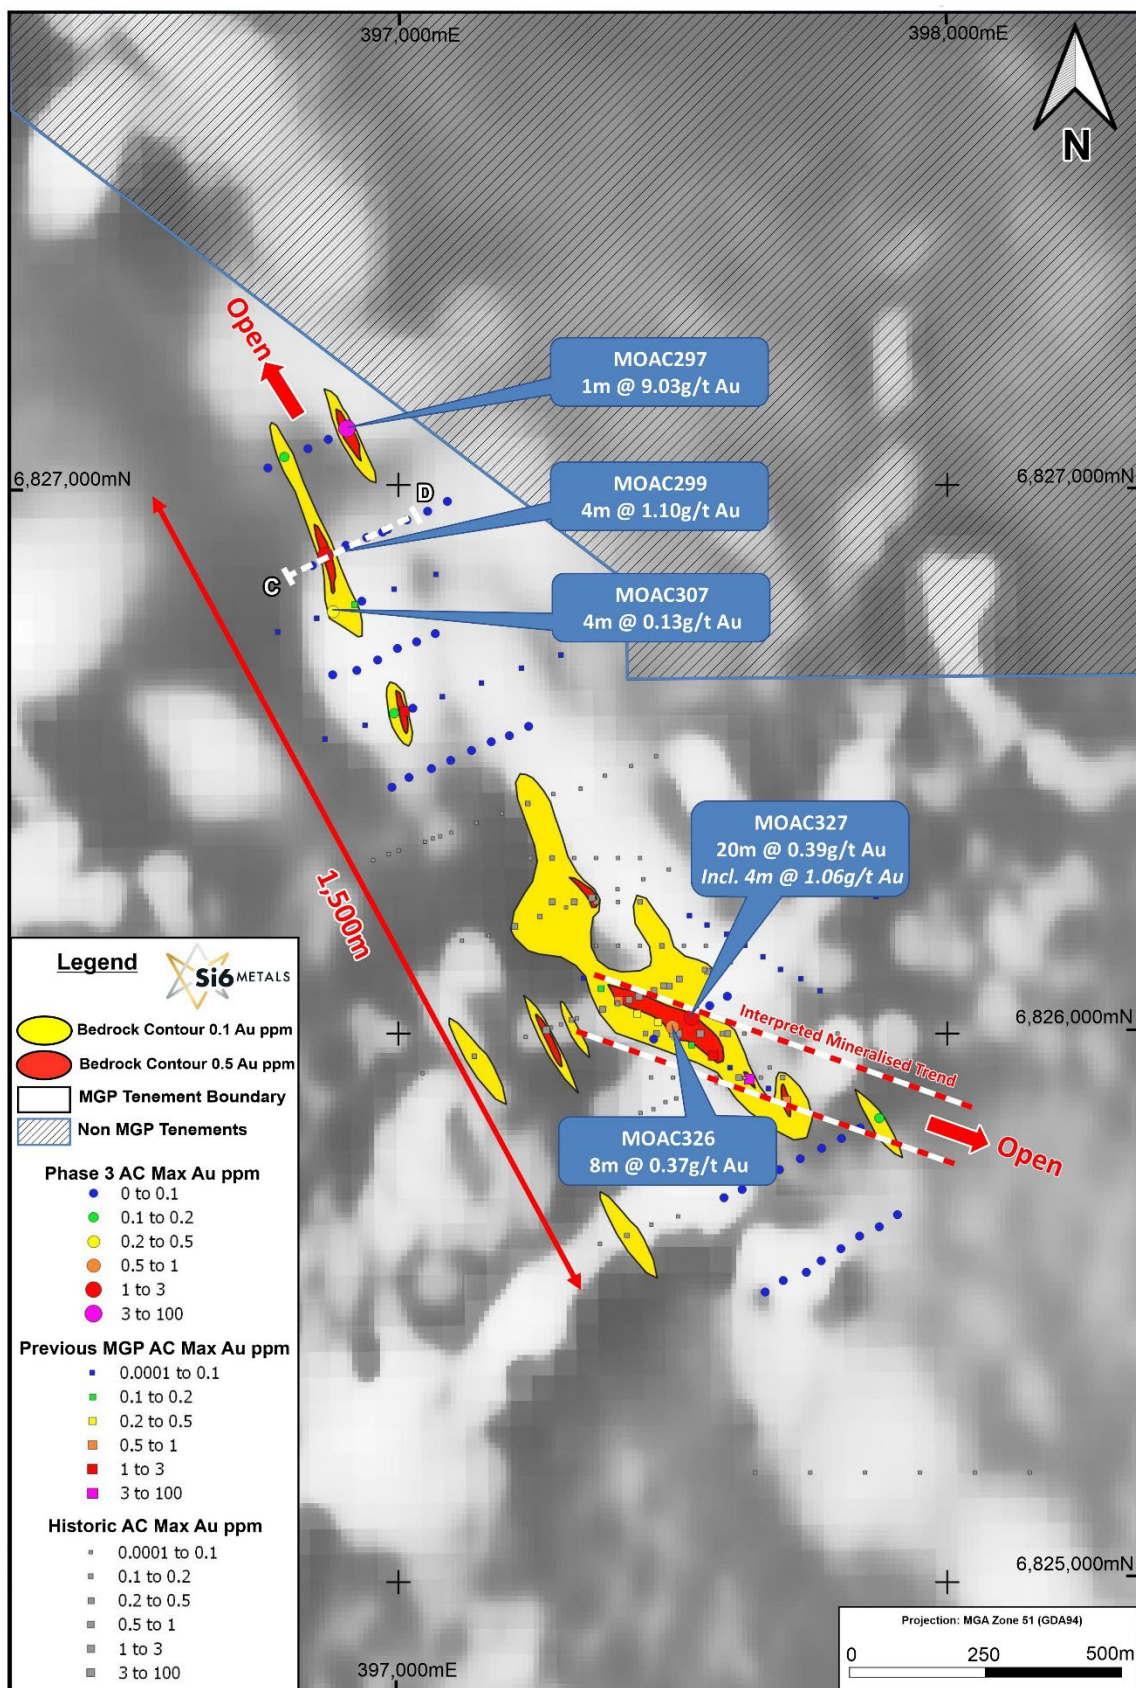 397,000mE
398,000mE
N
Open
MOAC297
1m @ 9.03g/t Au
6,827,000mN
6,827,000mN
MOAC299
4m @ 1.10g/t Au
D
C
MOAC307
4m @ 0.13g/t Au
MOAC327
20m @ 0.39g/t Au
Incl. 4m @ 1.06g/t Au
1,500m
Interpreted Mineralised Trend
6,826,000mN
Open
MOAC326
8m @ 0.37g/t Au
Legend
Si6 METALS
Bedrock Contour 0.1 Au ppm
Bedrock Contour 0.5 Au ppm
MGP Tenement Boundary
Non MGP Tenements
Phase 3 AC Max Au ppm
0 to 0.1
0.1 to 0.2
0.2 to 0.5
0.5 to 1
1 to 3
3 to 100
Previous MGP AC Max Au ppm
0.0001 to 0.1
0.1 to 0.2
0.2 to 0.5
0.5 to 1
1 to 3
3 to 100
Historic AC Max Au ppm
0.0001 to 0.1
0.1 to 0.2
0.2 to 0.5
0.5 to 1
1 to 3
3 to 100
6,825,000mN
397,000mE
Projection: MGA Zone 51 (GDA94)
0 250 500m